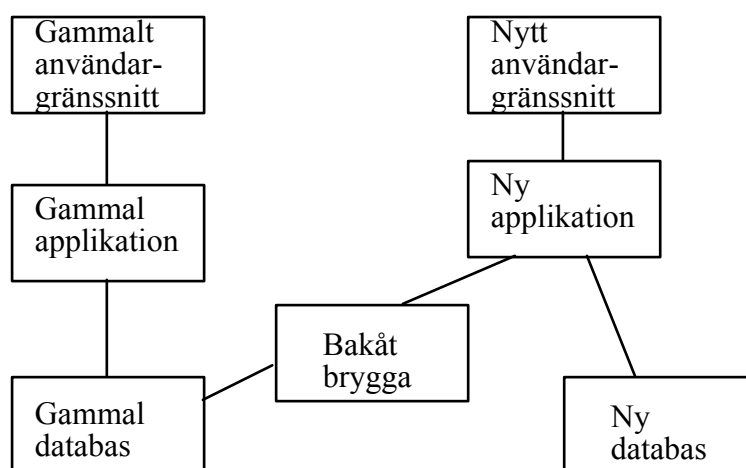 Gammalt
användar-
gränssnitt
Nytt
användar-
gränssnitt
Gammal
applikation
Ny
applikation
Bakåt
brygga
Gammal
databas
Ny
databas